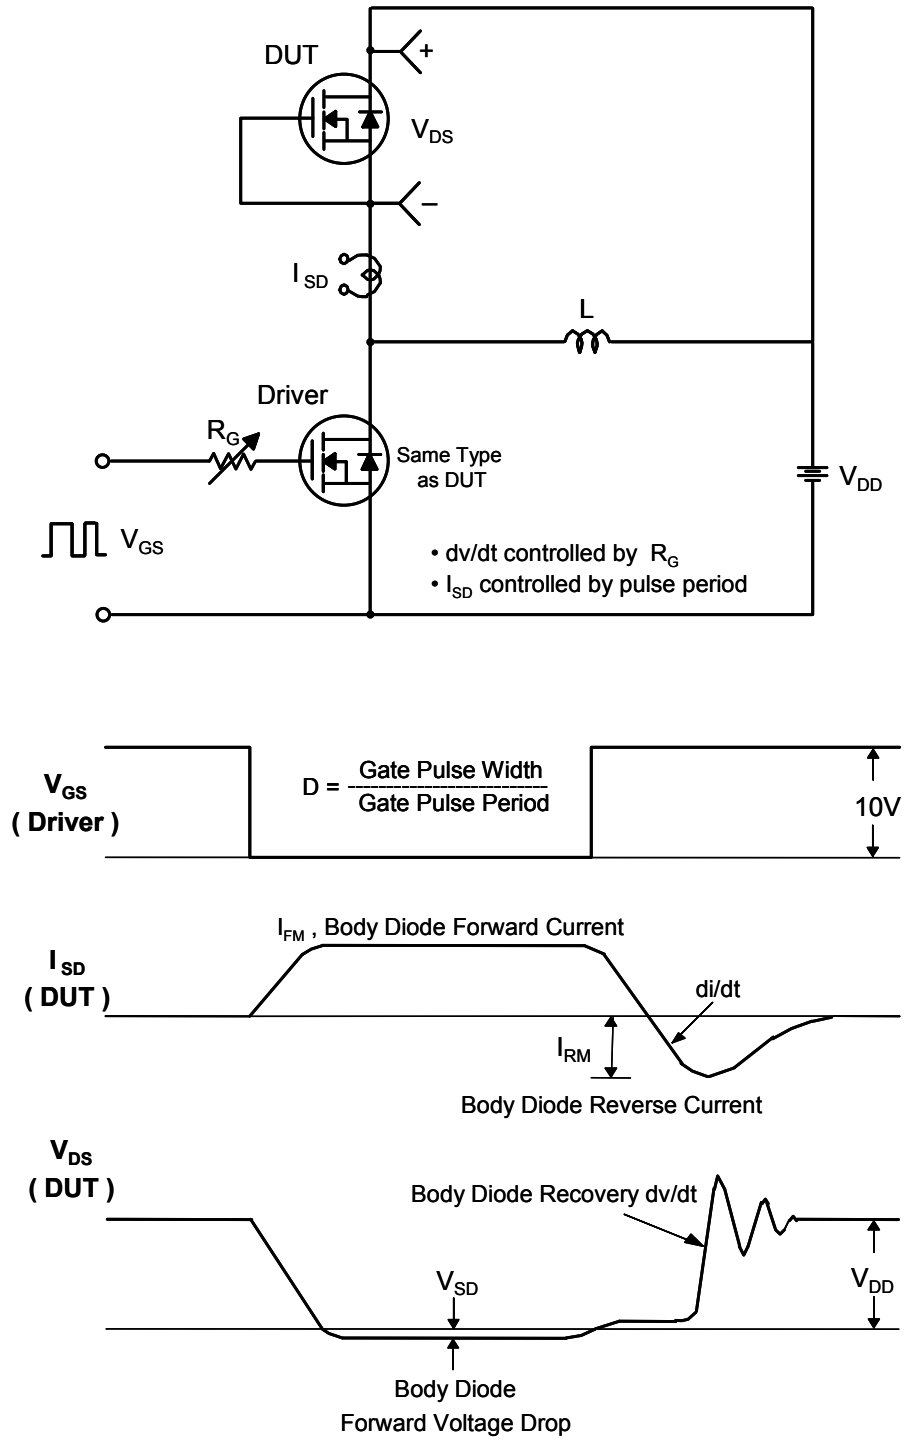 DUT
+
V_DS
–
I_SD
L
Driver
R_G
Same Type
as DUT
V_DD
V_GS
• dv/dt controlled by R_G
• I_SD controlled by pulse period
V_GS
( Driver )
D = Gate Pulse Width
--------------------------
Gate Pulse Period
10V
I_FM , Body Diode Forward Current
I_SD
( DUT )
di/dt
I_RM
Body Diode Reverse Current
V_DS
( DUT )
Body Diode Recovery dv/dt
V_SD
V_DD
Body Diode
Forward Voltage Drop